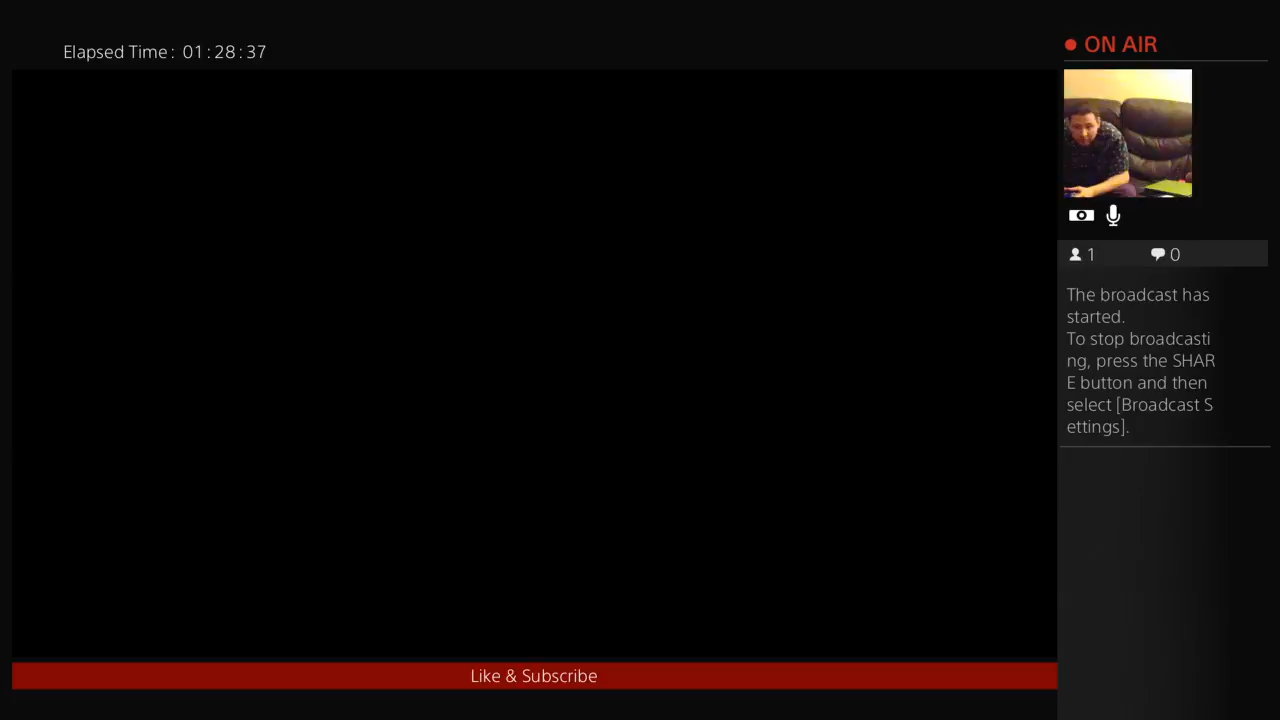 Elapsed Time: 01:28:37
ON AIR
1
0
The broadcast has
started.
To stop broadcasti
ng, press the SHAR
E button and then
select [Broadcast S
ettings].
Like & Subscribe